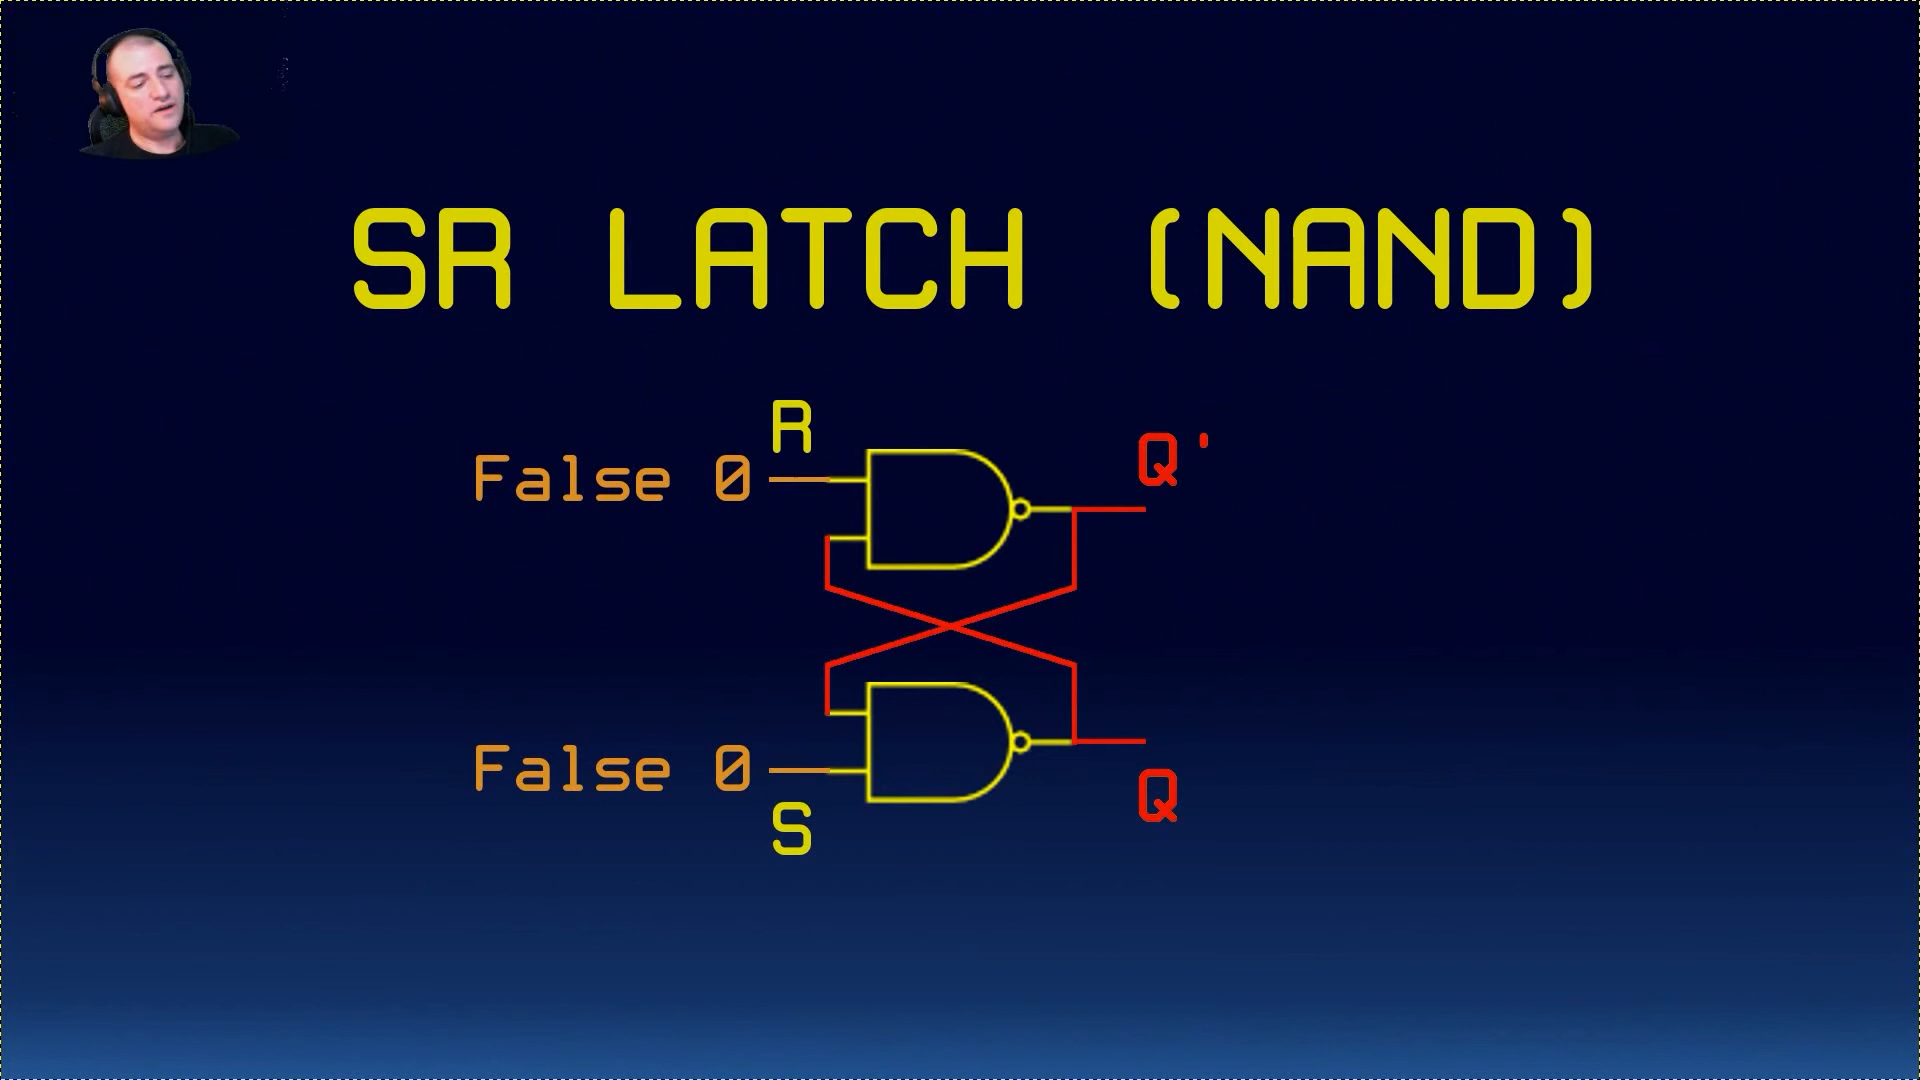 SR LATCH (NAND)
R
Q'
False 0
False 0
Q
S